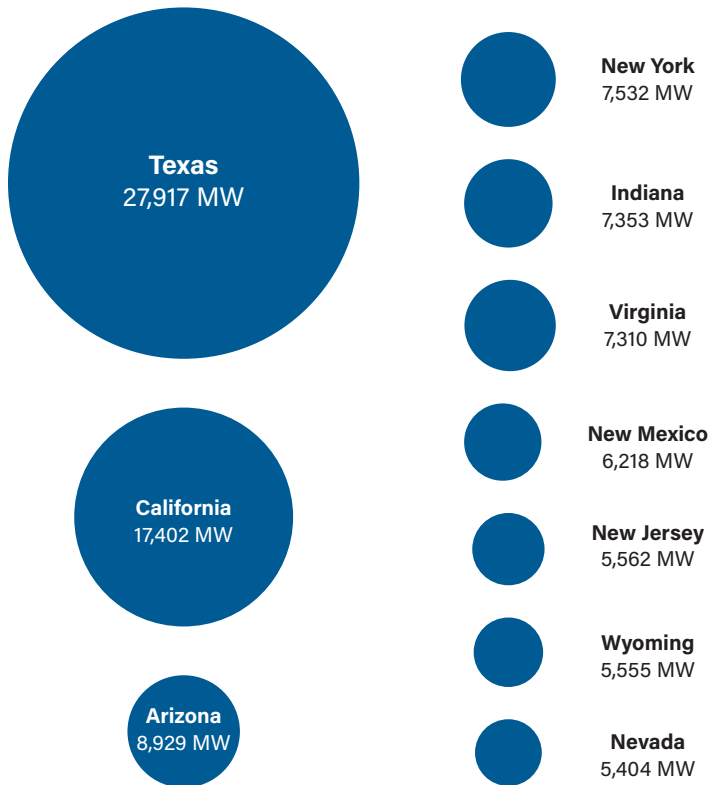 Texas
27,917 MW
California
17,402 MW
Arizona
8,929 MW
New York
7,532 MW
Indiana
7,353 MW
Virginia
7,310 MW
New Mexico
6,218 MW
New Jersey
5,562 MW
Wyoming
5,555 MW
Nevada
5,404 MW